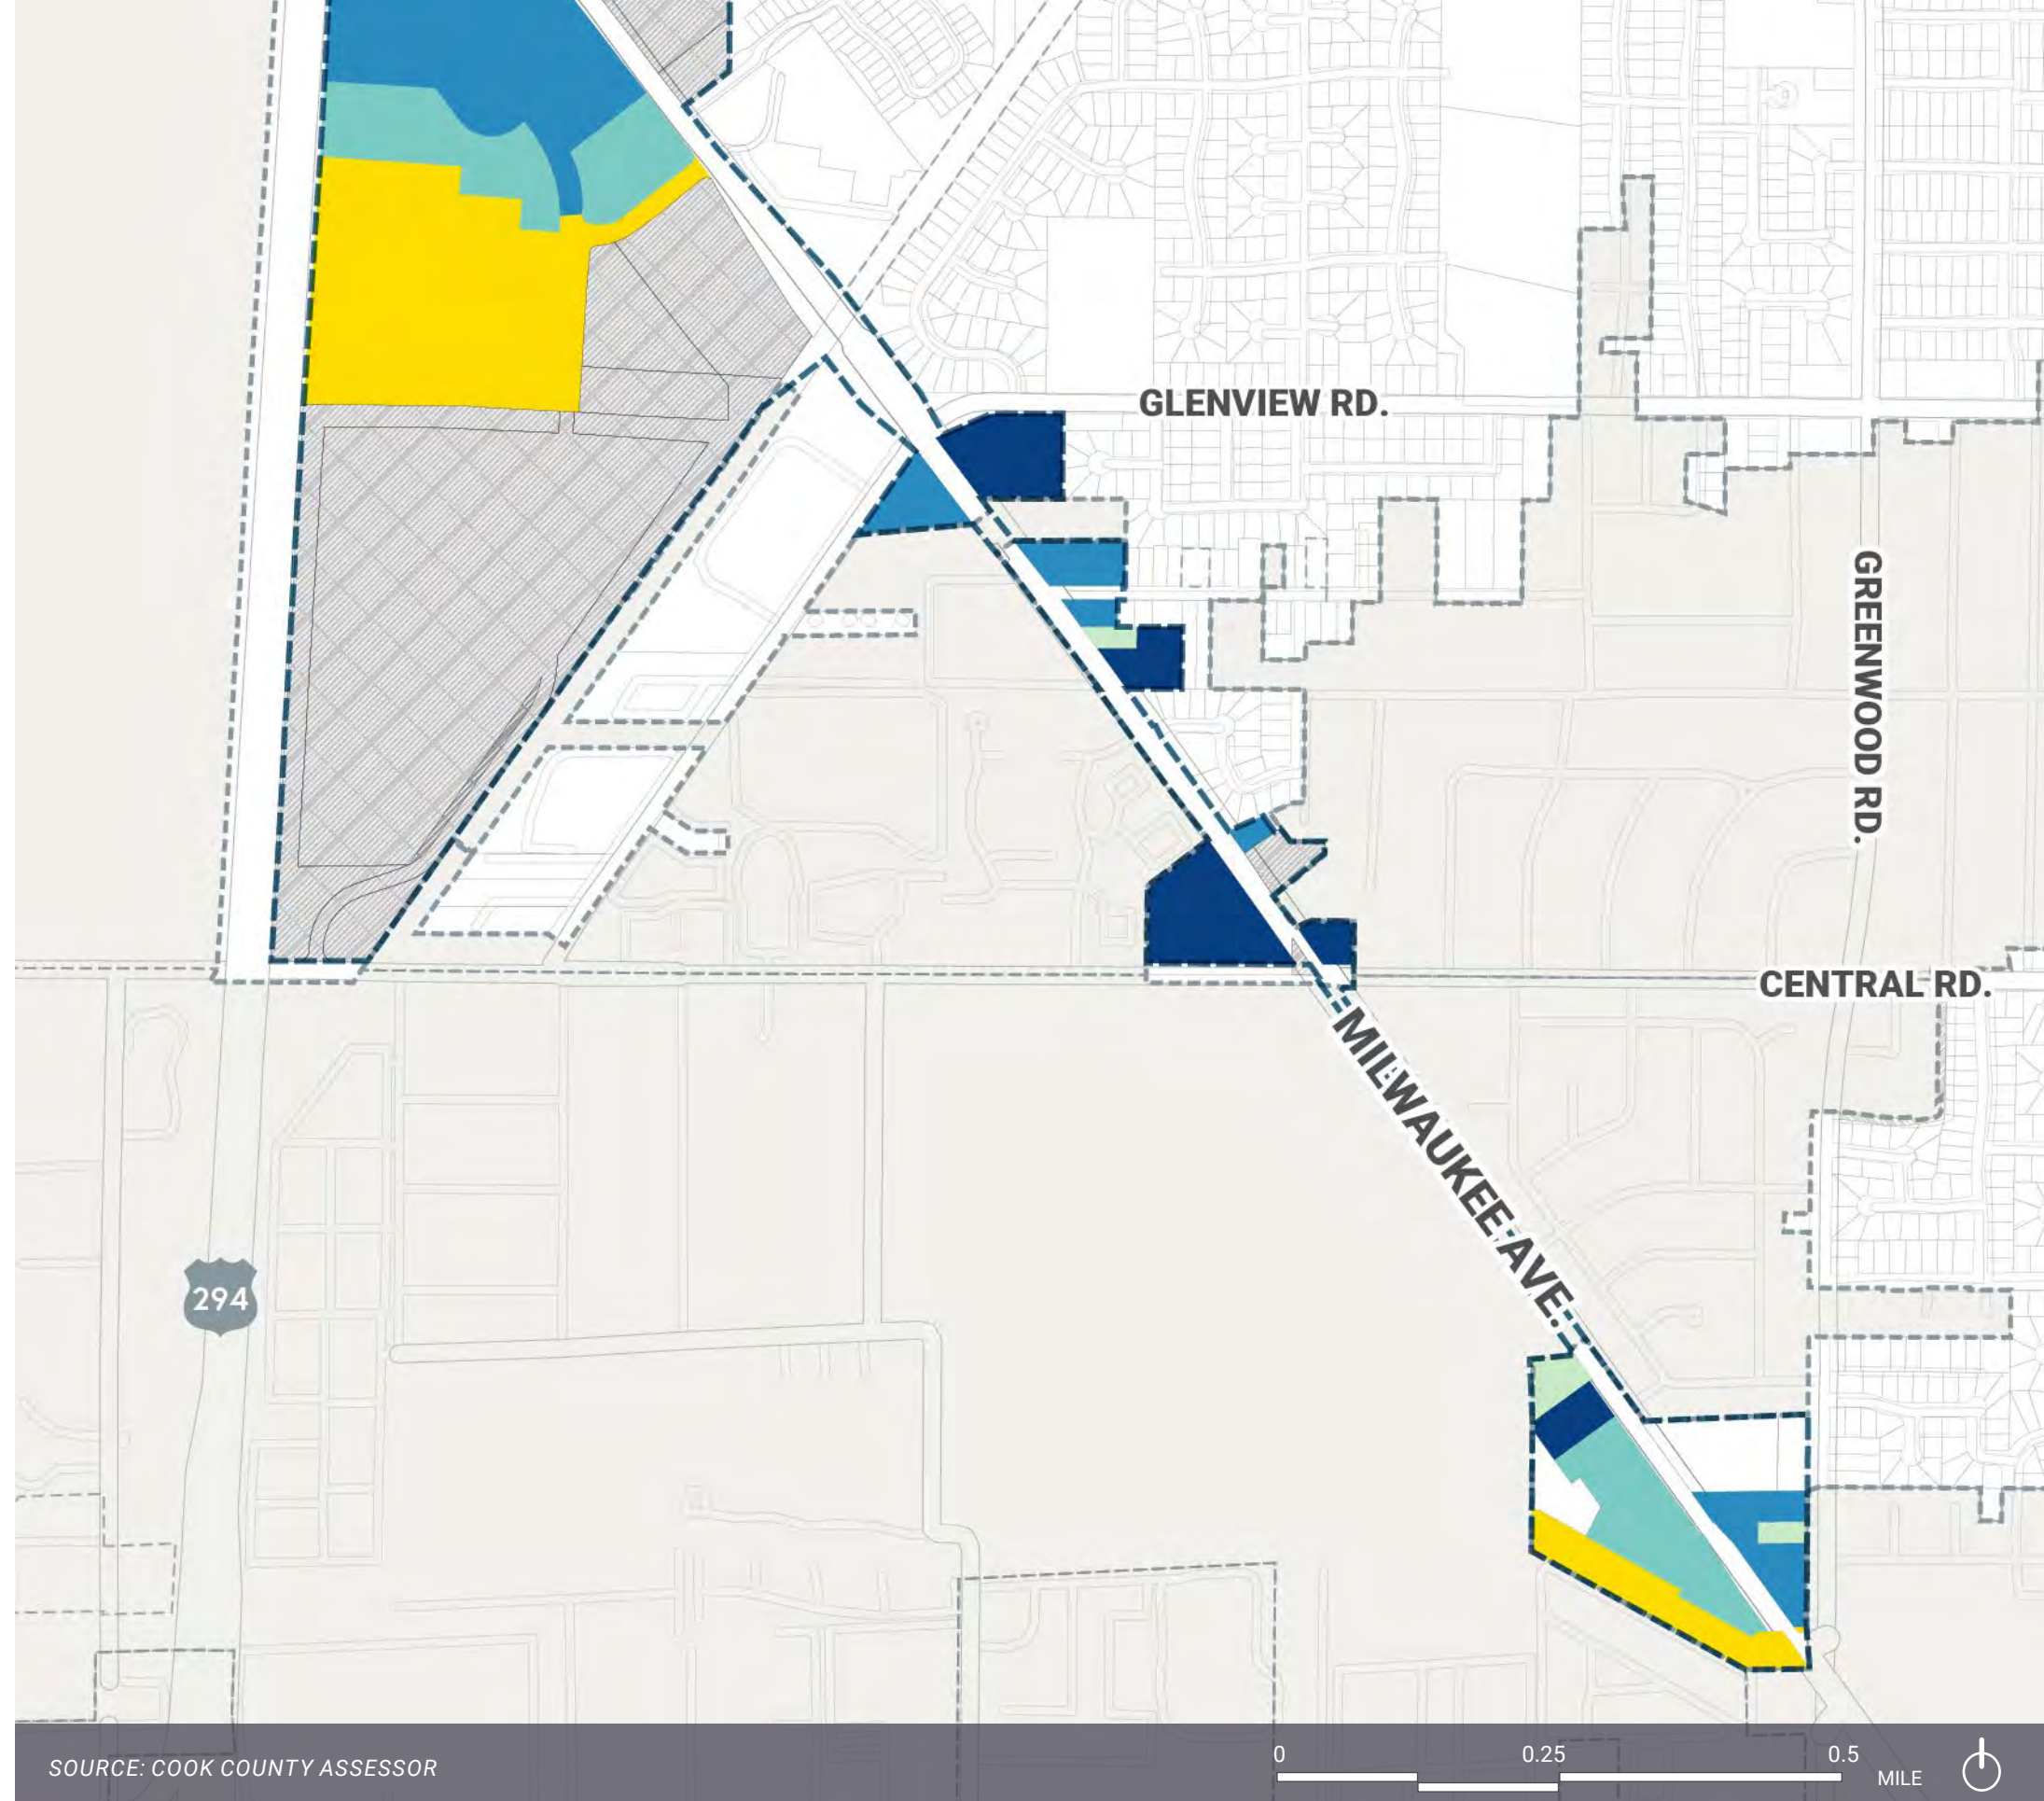 GLENVIEW RD.
GREENWOOD RD.
CENTRAL RD.
MILWAUKEE AVE.
294
SOURCE: COOK COUNTY ASSESSOR
0 0.25 0.5
MILE